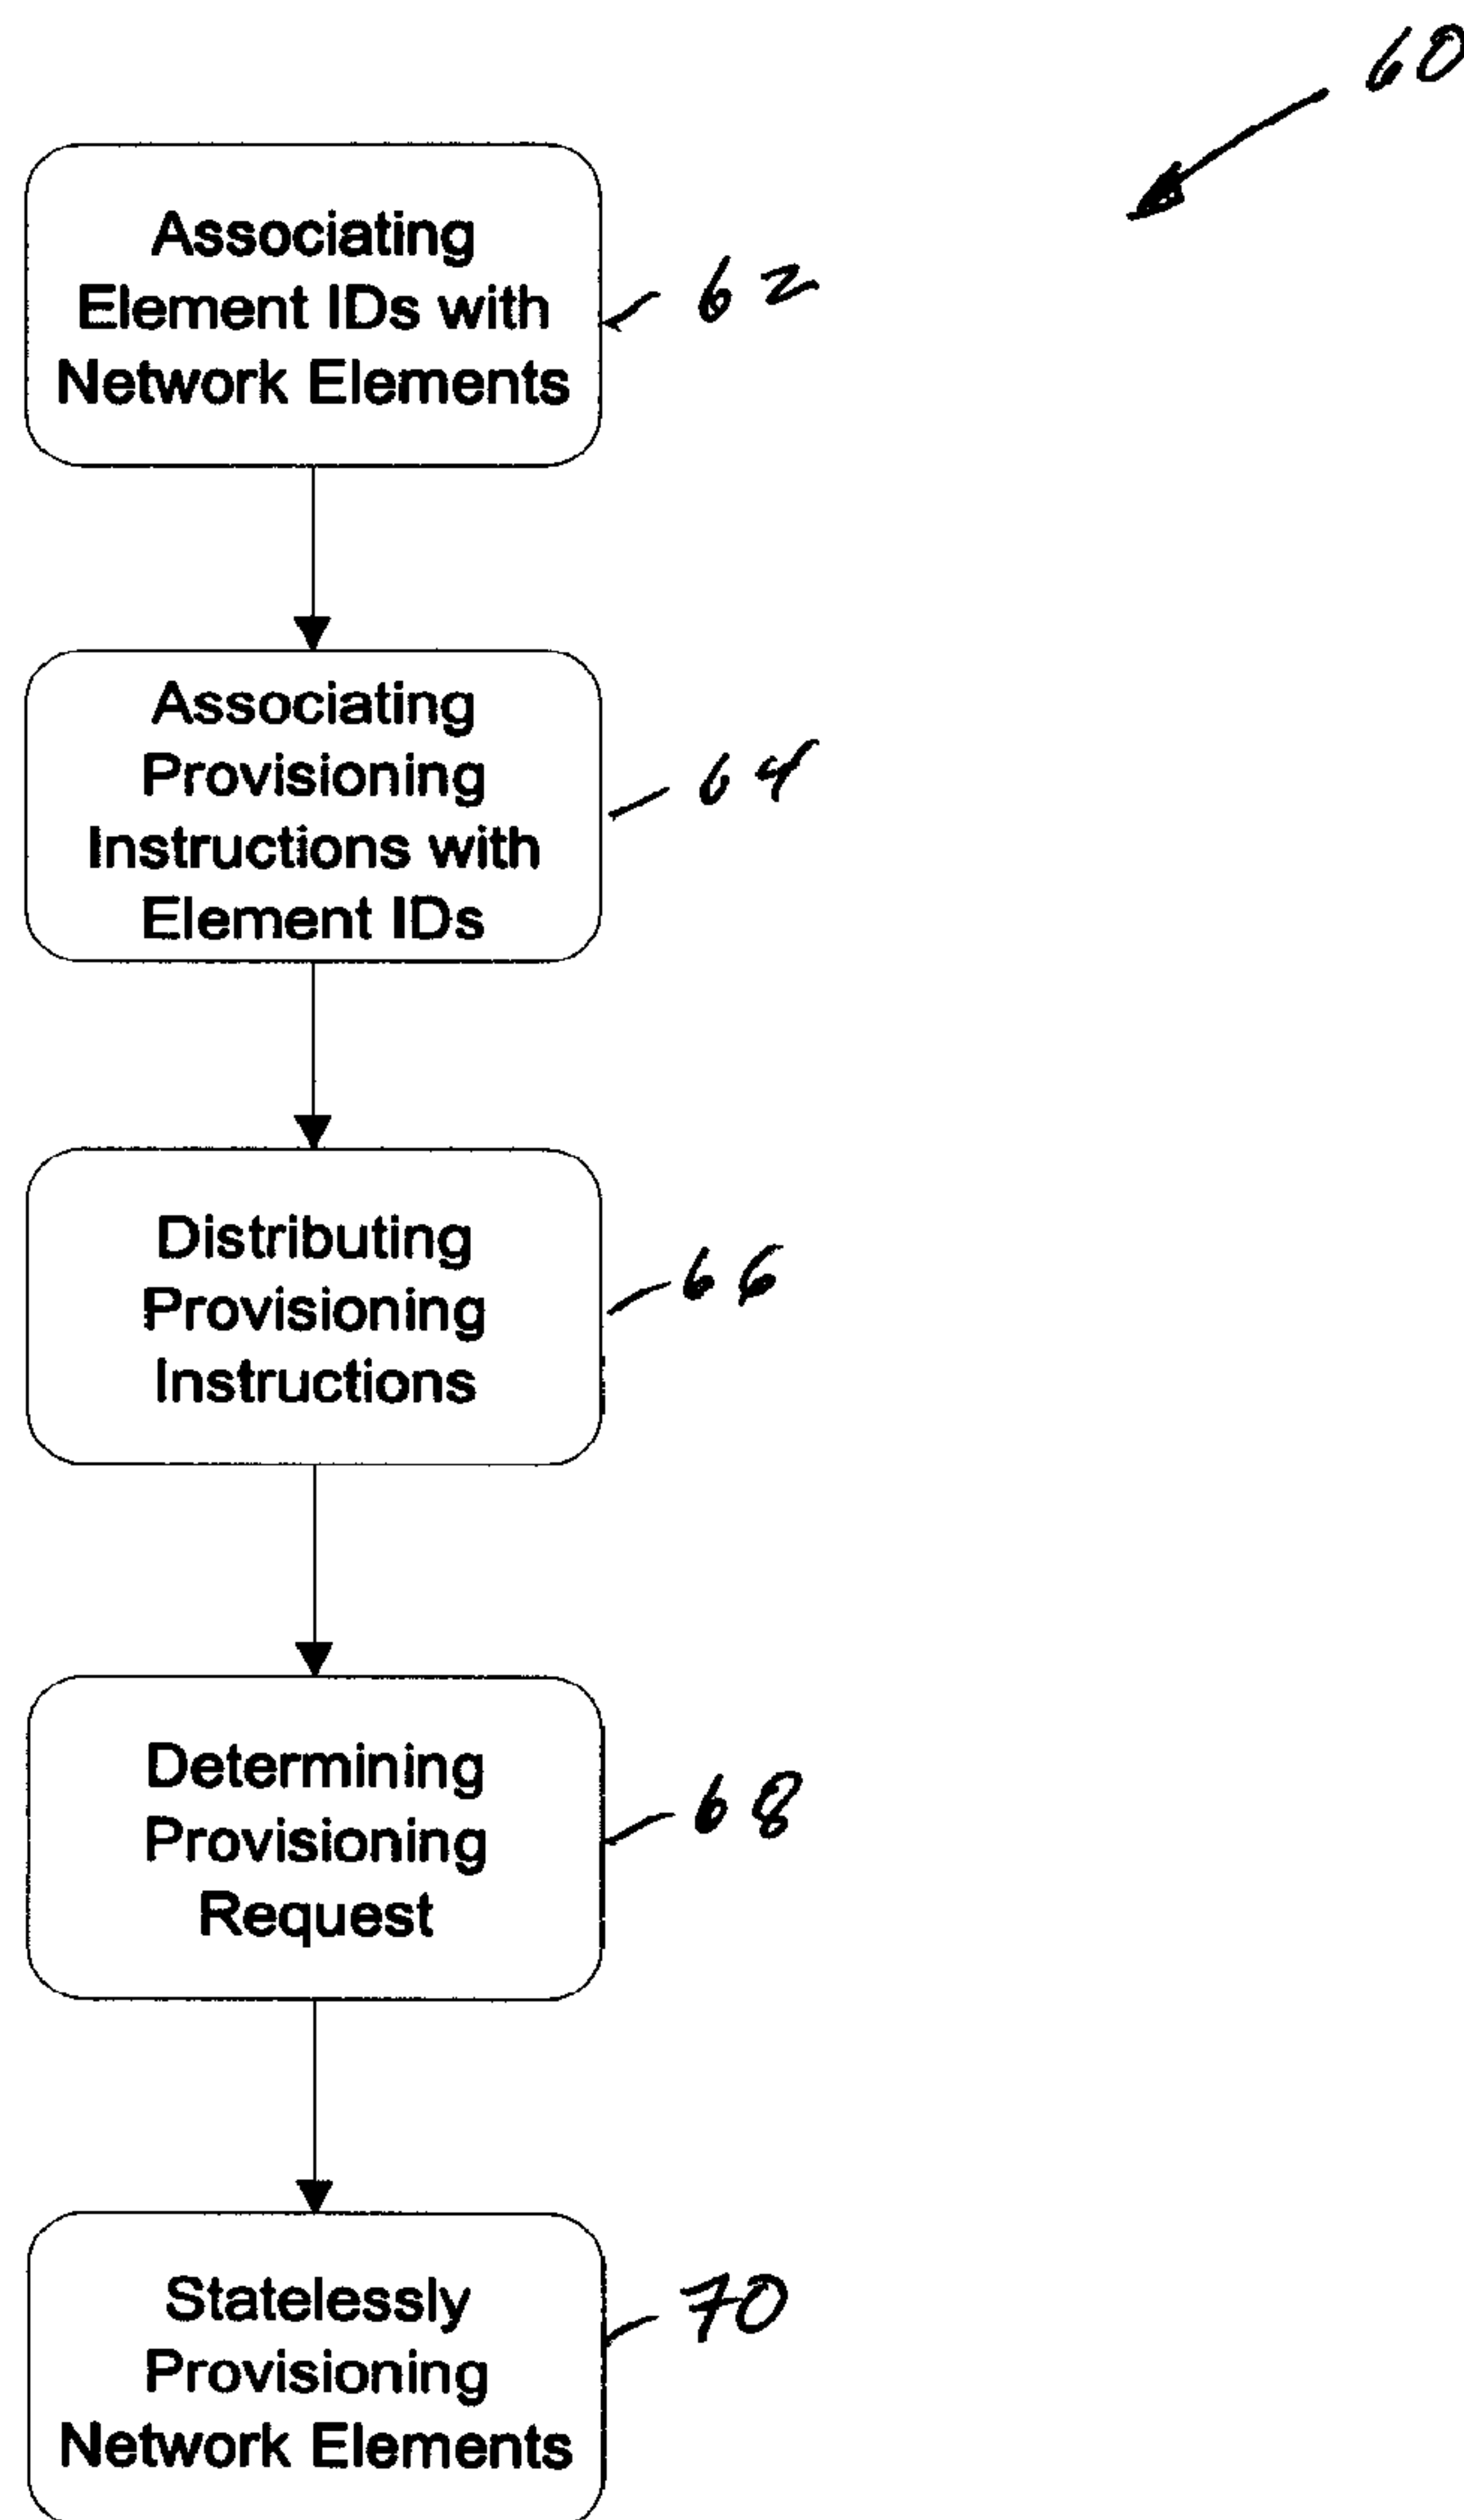 60
Associating
Element IDs with
Network Elements
62
Associating
Provisioning
Instructions with
Element IDs
64
Distributing
Provisioning
Instructions
66
Determining
Provisioning
Request
68
Statelessly
Provisioning
Network Elements
70